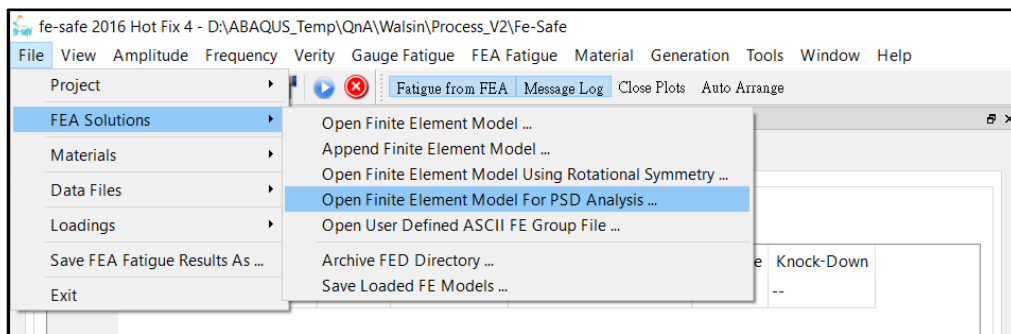 fe-safe 2016 Hot Fix 4 - D:\ABAQUS_Temp\QnA\Walsin\Process_V2\Fe-Safe
File View Amplitude Frequency Verity Gauge Fatigue FEA Fatigue Material Generation Tools Window Help
Project
Fatigue from FEA Message Log Close Plots Auto Arrange
FEA Solutions
Materials
Data Files
Loadings
Save FEA Fatigue Results As ...
Exit
Open Finite Element Model ...
Append Finite Element Model ...
Open Finite Element Model Using Rotational Symmetry ...
Open Finite Element Model For PSD Analysis ...
Open User Defined ASCII FE Group File ...
Archive FED Directory ...
Save Loaded FE Models ...
e Knock-Down
--